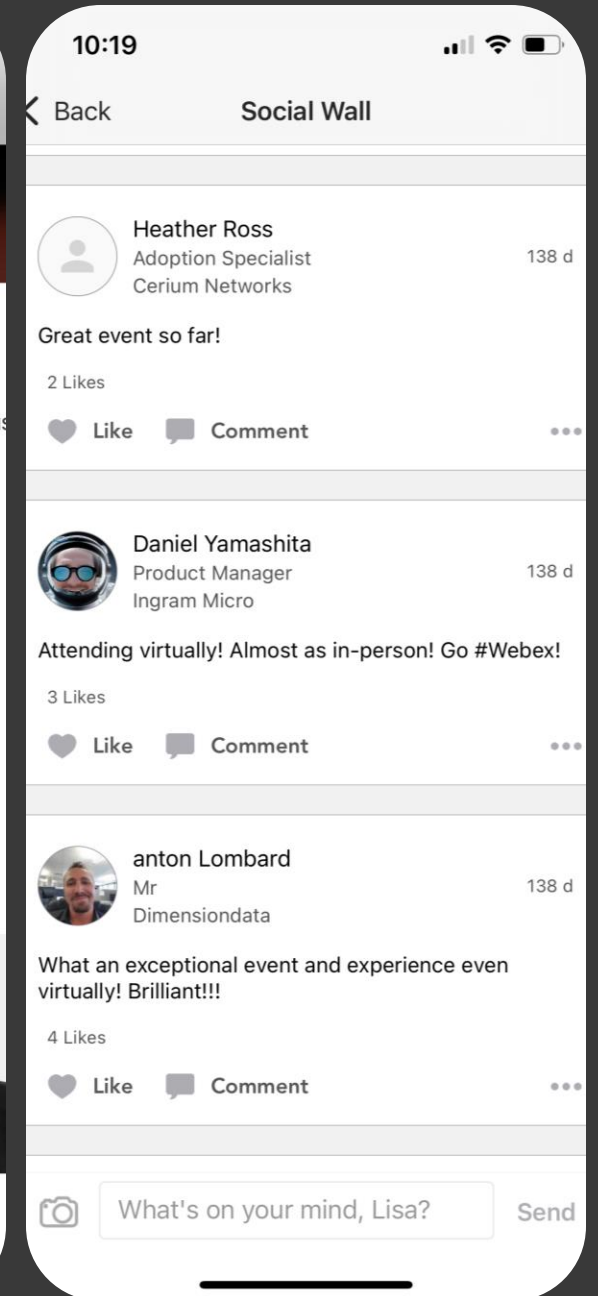 10:19
Back
Social Wall
Heather Ross
Adoption Specialist
138 d
Cerium Networks
Great event so far!
2 Likes
Like
Comment
Daniel Yamashita
Product Manager
138 d
Ingram Micro
Attending virtually! Almost as in-person! Go #Webex!
3 Likes
Like
Comment
anton Lombard
Mr
138 d
Dimensiondata
What an exceptional event and experience even
virtually! Brilliant!!!
4 Likes
Like
Comment
What's on your mind, Lisa?
Send